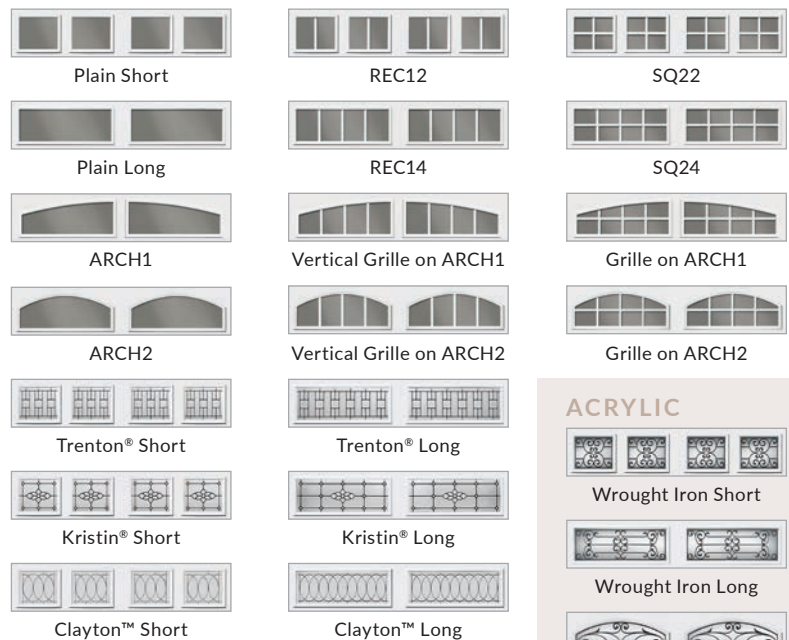 Plain Short
REC12
SQ22
Plain Long
REC14
SQ24
ARCH1
Vertical Grille on ARCH1
Grille on ARCH1
ARCH2
Vertical Grille on ARCH2
Grille on ARCH2
Trenton® Short
Trenton® Long
ACRYLIC
Wrought Iron Short
Kristin® Short
Kristin® Long
Wrought Iron Long
Clayton™ Short
Clayton™ Long